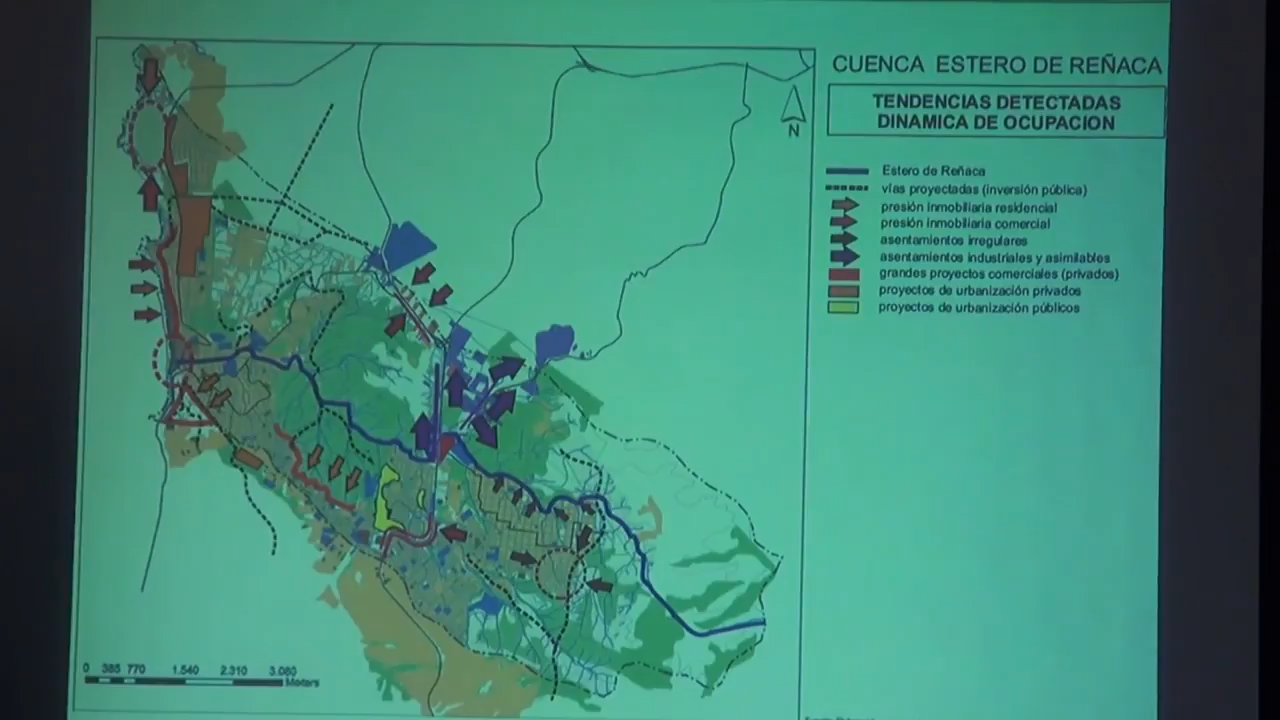 CUENCA ESTERO DE REÑACA
TENDENCIAS DETECTADAS
DINAMICA DE OCUPACION
N
Estero de Reñaca
vías proyectadas (inversión pública)
presión inmobiliaria residencial
presión inmobiliaria comercial
asentamientos irregulares
asentamientos industriales y asimilables
grandes proyectos comerciales (privados)
proyectos de urbanización privados
proyectos de urbanización públicos
0 385 770 1.540 2.310 3.080
Meters